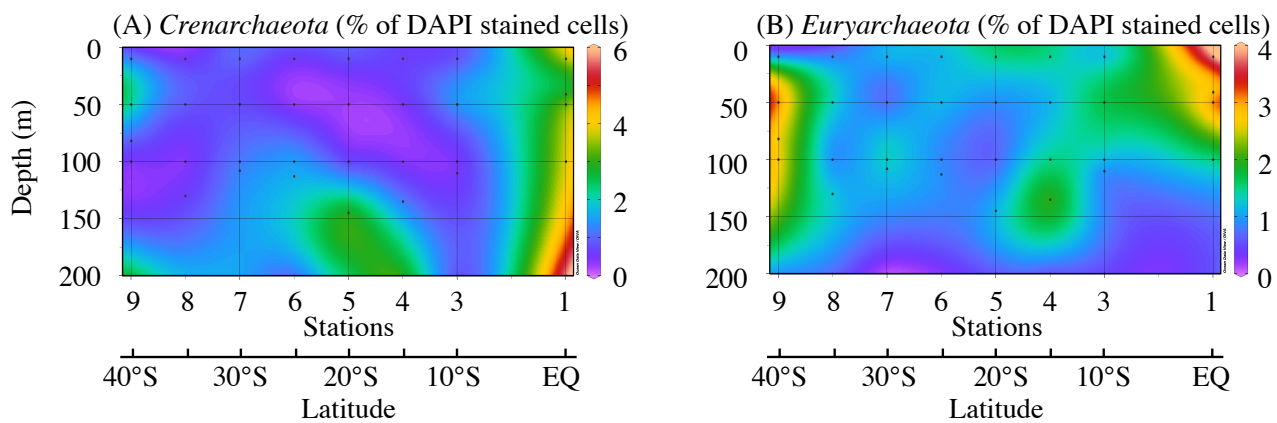 (A) Crenarchaeota (% of DAPI stained cells)
0
50
100
150
200
Depth (m)
6
4
2
0
9 8 7 6 5 4 3 1
Stations
40°S 30°S 20°S 10°S EQ
Latitude
(B) Euryarchaeota (% of DAPI stained cells)
0
50
100
150
200
4
3
2
1
0
9 8 7 6 5 4 3 1
Stations
40°S 30°S 20°S 10°S EQ
Latitude